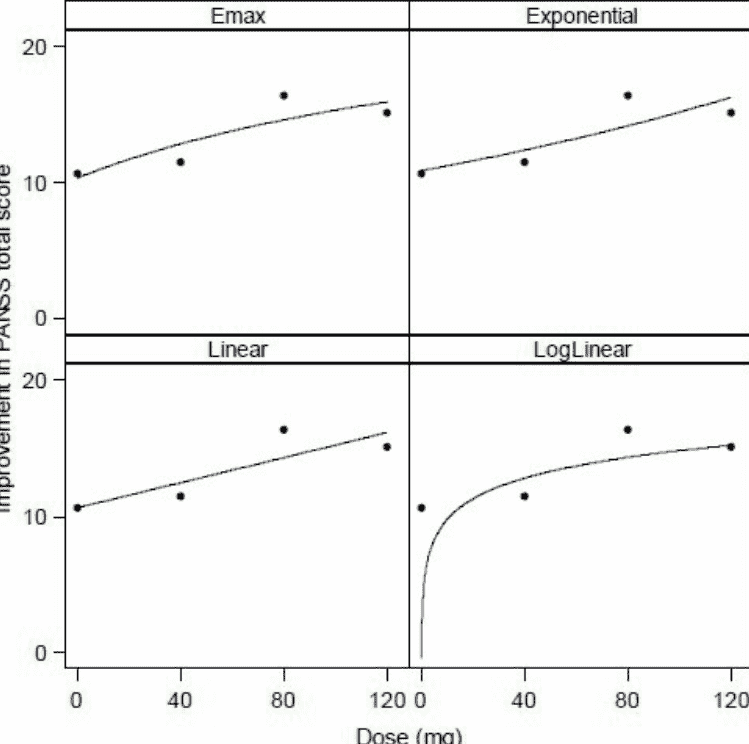 Emax Exponential
20
10
0
Linear LogLinear
20
10
0
0 40 80 120 0 40 80 120
Dose (mg)
Improvement in PANSS total score